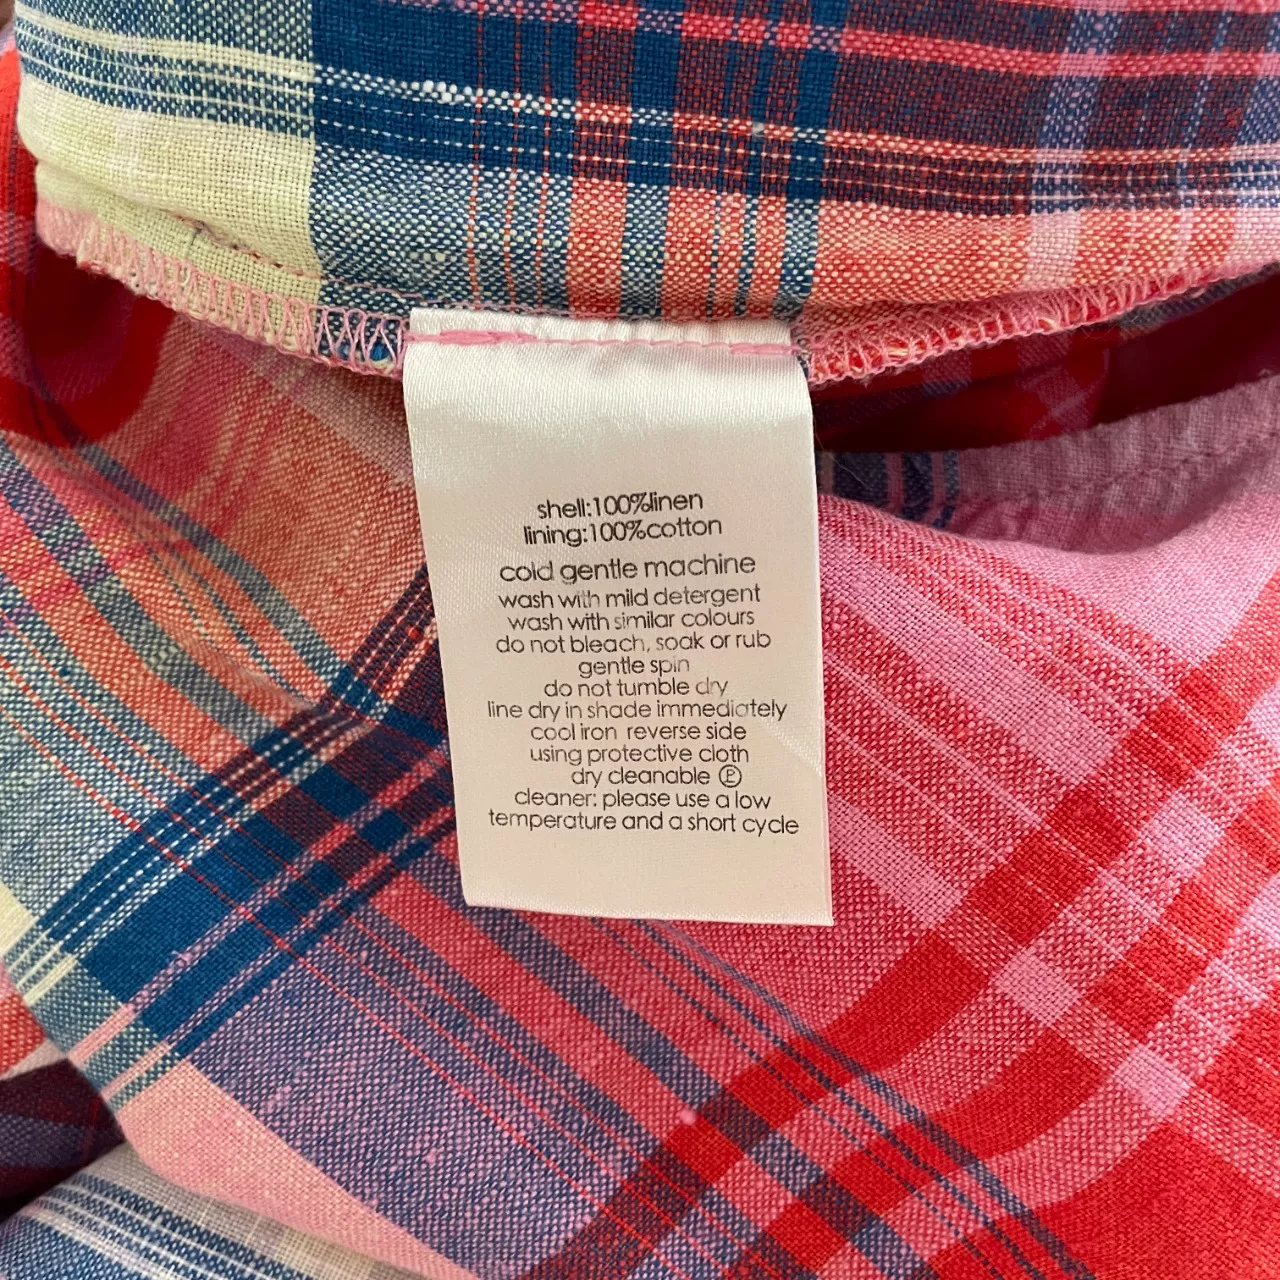 shell:100%linen
lining:100%cotton
cold gentle machine
wash with mild detergent
wash with similar colours
do not bleach, soak or rub
gentle spin
do not tumble dry
line dry in shade immediately
cool iron reverse side
using protective cloth
dry cleanable Ⓟ
cleaner: please use a low
temperature and a short cycle